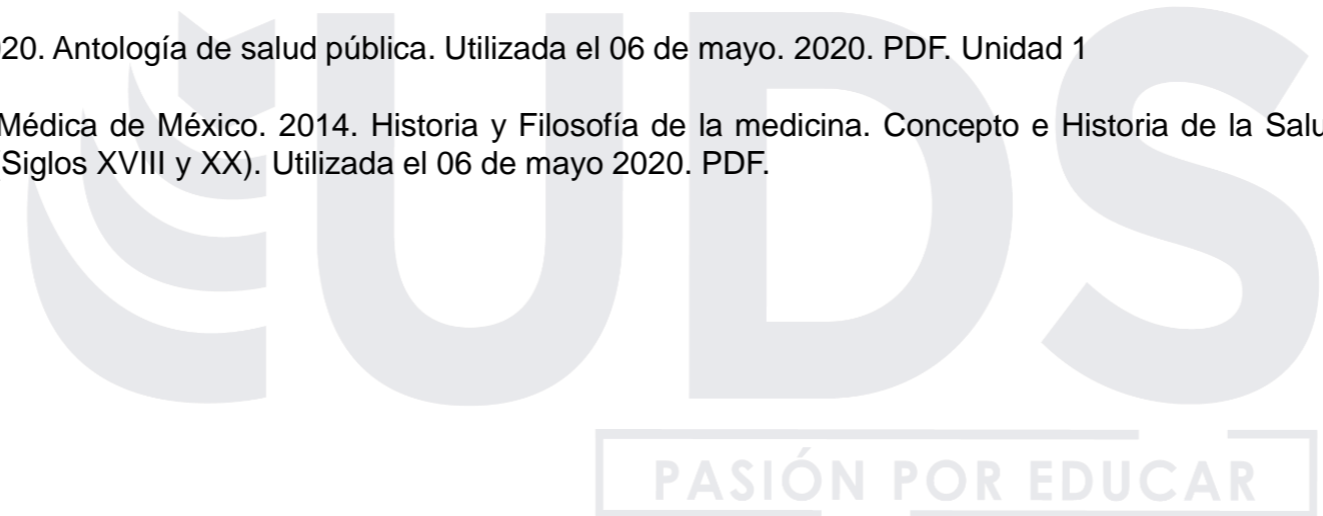 20. Antología de salud pública. Utilizada el 06 de mayo. 2020. PDF. Unidad 1
Médica de México. 2014. Historia y Filosofía de la medicina. Concepto e Historia de la Salu
Siglos XVIII y XX). Utilizada el 06 de mayo 2020. PDF.
UDS
PASIÓN POR EDUCAR